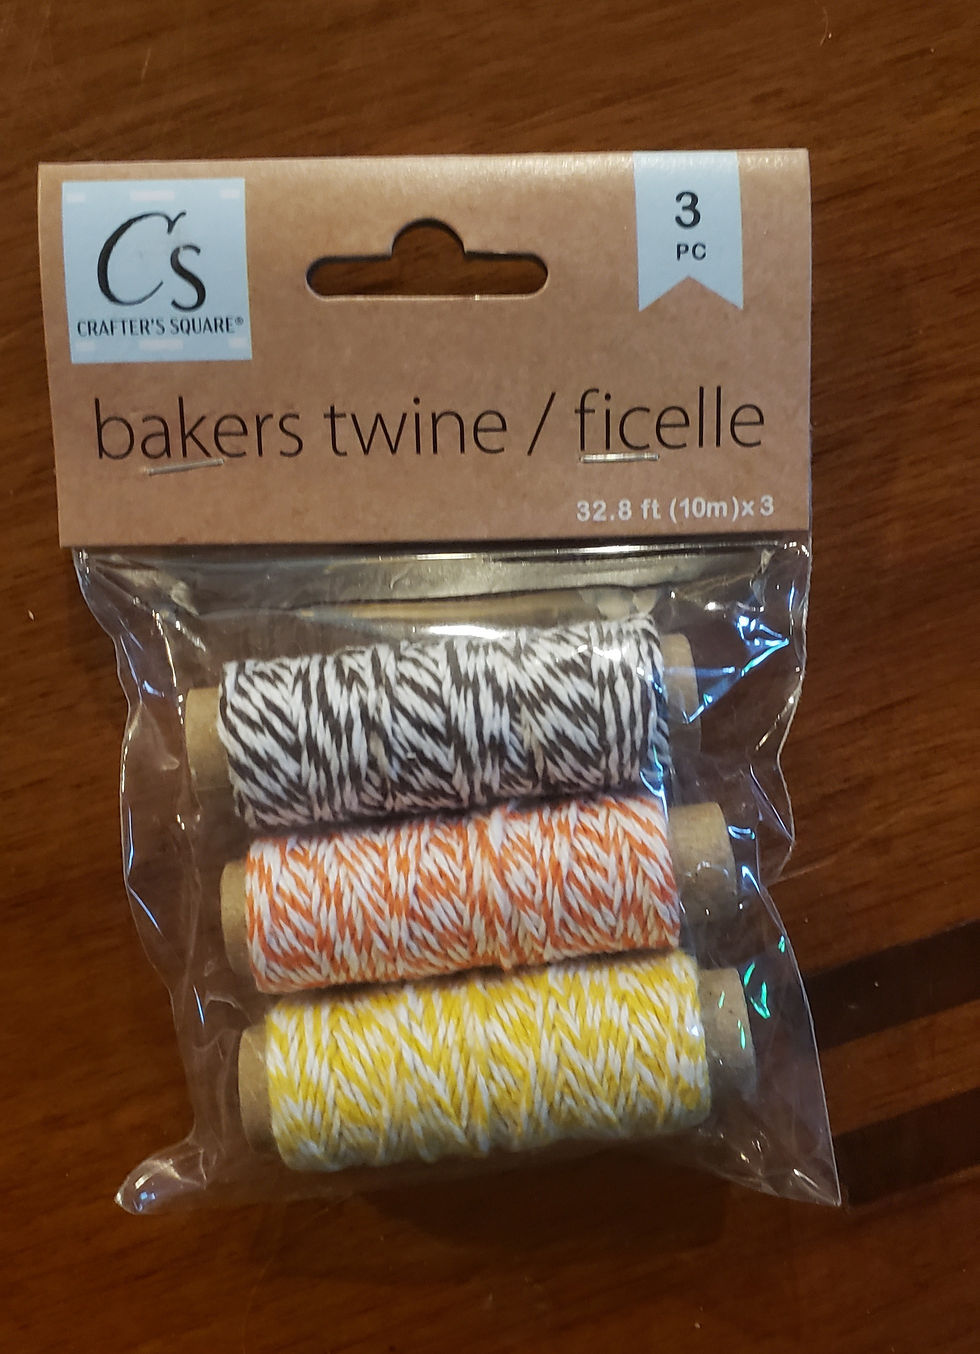 Cs
CRAFTER'S SQUARE®
3
PC
bakers twine / ficelle
32.8 ft (10m)x 3